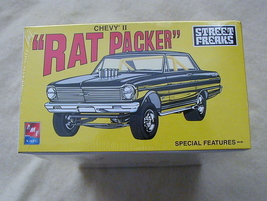 CHEVY II
"RAT PACKER"
STREET
FREAKS
SPECIAL FEATURES